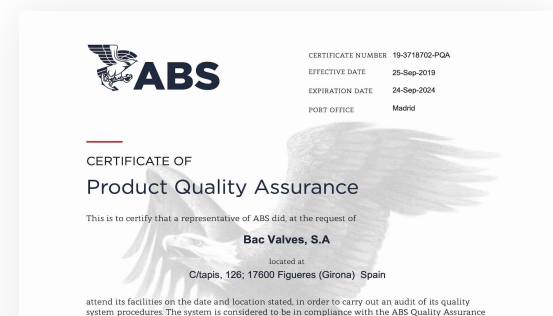 ABS
CERTIFICATE NUMBER 19-3718702-PQA
EFFECTIVE DATE 25-Sep-2019
EXPIRATION DATE 24-Sep-2024
PORT OFFICE Madrid
CERTIFICATE OF
Product Quality Assurance
This is to certify that a representative of ABS did, at the request of
Bac Valves, S.A
located at
C/tapis, 126; 17600 Figueres (Girona) Spain
attend its facilities on the date and location stated, in order to carry out an audit of its quality
system procedures. The system is considered to be in compliance with the ABS Quality Assurance